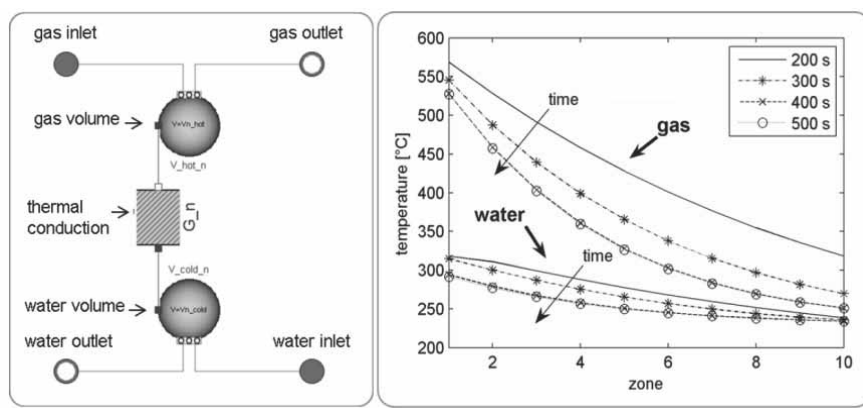 gas inlet
gas outlet
gas volume
V=Vn_hot
V_hot_n
thermal
conduction
G_n
V_cold_n
water volume
V=Vn_cold
water outlet
water inlet
600
550
500
450
400
350
300
250
200
temperature [°C]
2
4
6
8
10
zone
200 s
300 s
400 s
500 s
time
gas
water
time